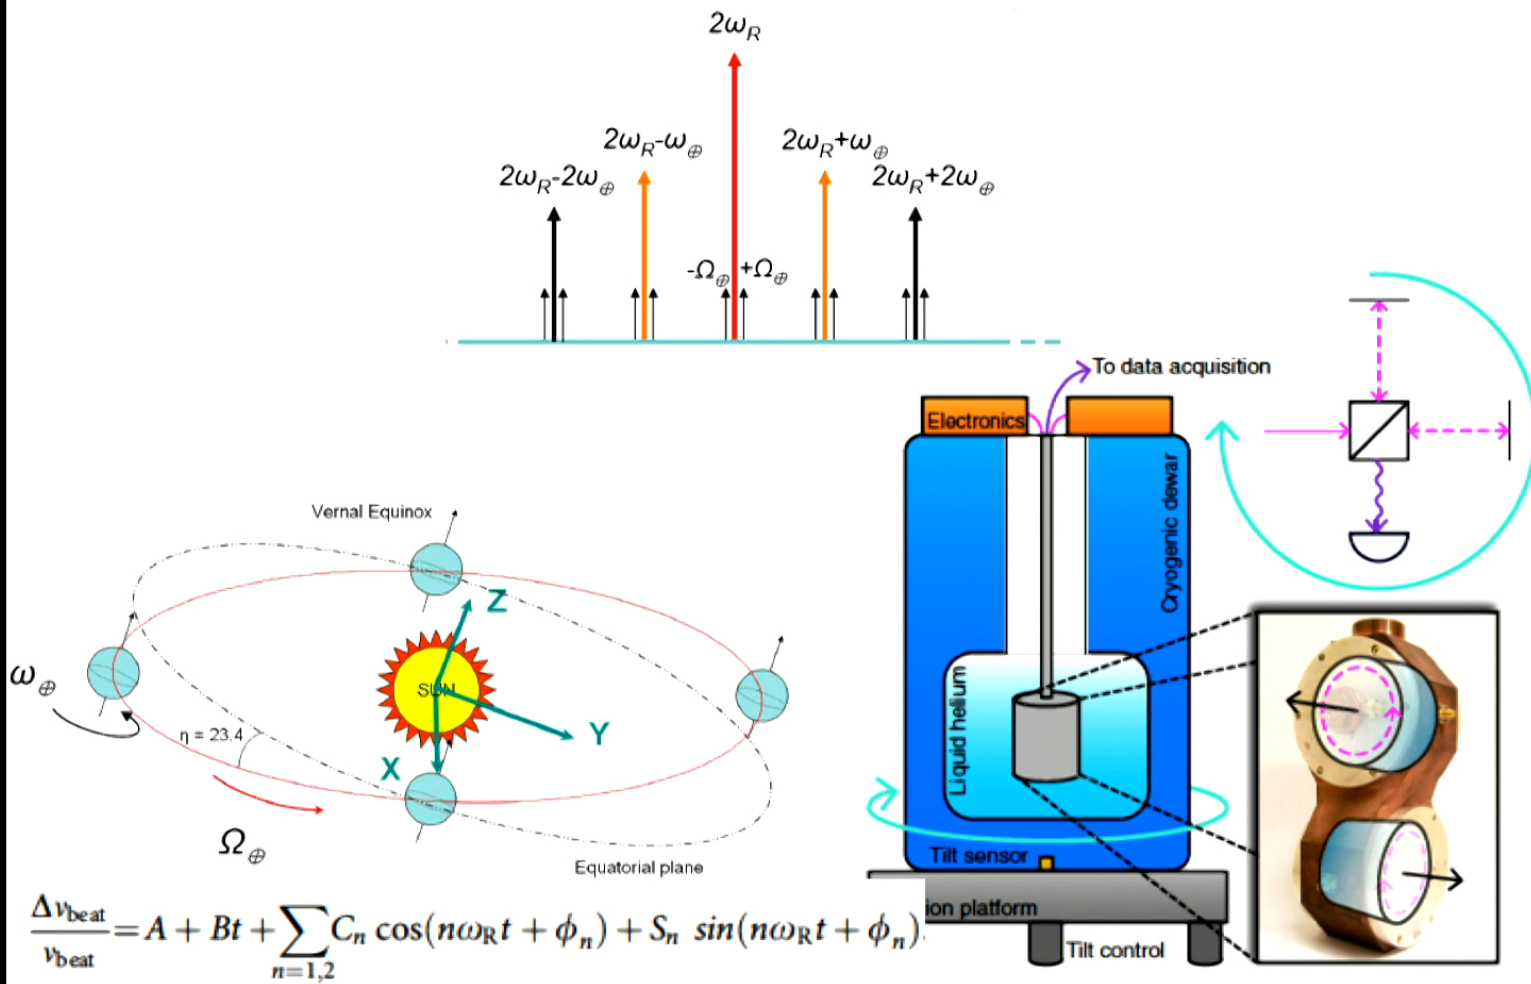 2ω_R
2ω_R-ω_⊕
2ω_R+ω_⊕
2ω_R-2ω_⊕
2ω_R+2ω_⊕
-Ω_⊕
+Ω_⊕
To data acquisition
Electronics
Cryogenic dewar
Liquid helium
Tilt sensor
ion platform
Tilt control
Vernal Equinox
Z
SUN
Y
X
ω_⊕
η = 23.4
Ω_⊕
Equatorial plane
Δν_beat/ν_beat = A + Bt + ∑_{n=1,2} C_n cos(nω_R t + ϕ_n) + S_n sin(nω_R t + ϕ_n)